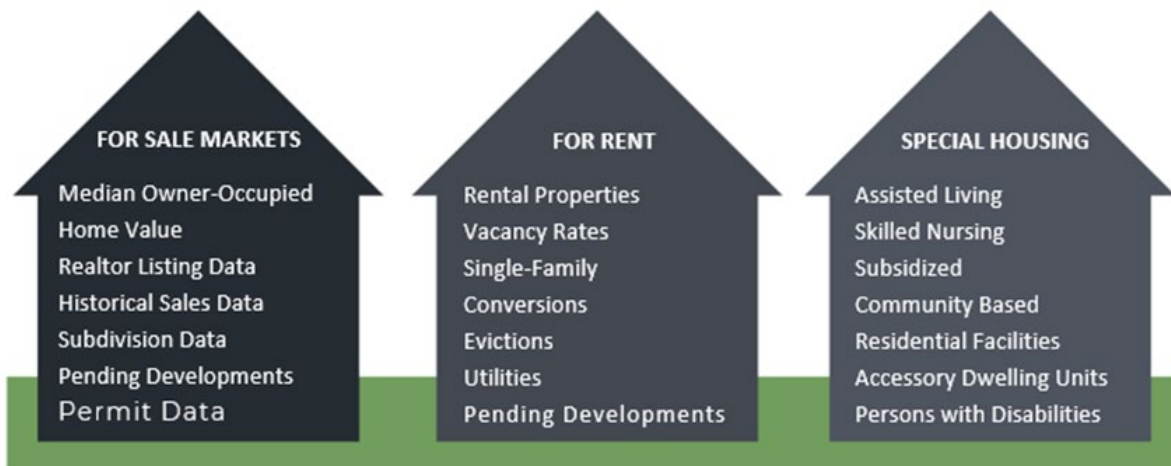 FOR SALE MARKETS
Median Owner-Occupied
Home Value
Realtor Listing Data
Historical Sales Data
Subdivision Data
Pending Developments
Permit Data
FOR RENT
Rental Properties
Vacancy Rates
Single-Family
Conversions
Evictions
Utilities
Pending Developments
SPECIAL HOUSING
Assisted Living
Skilled Nursing
Subsidized
Community Based
Residential Facilities
Accessory Dwelling Units
Persons with Disabilities